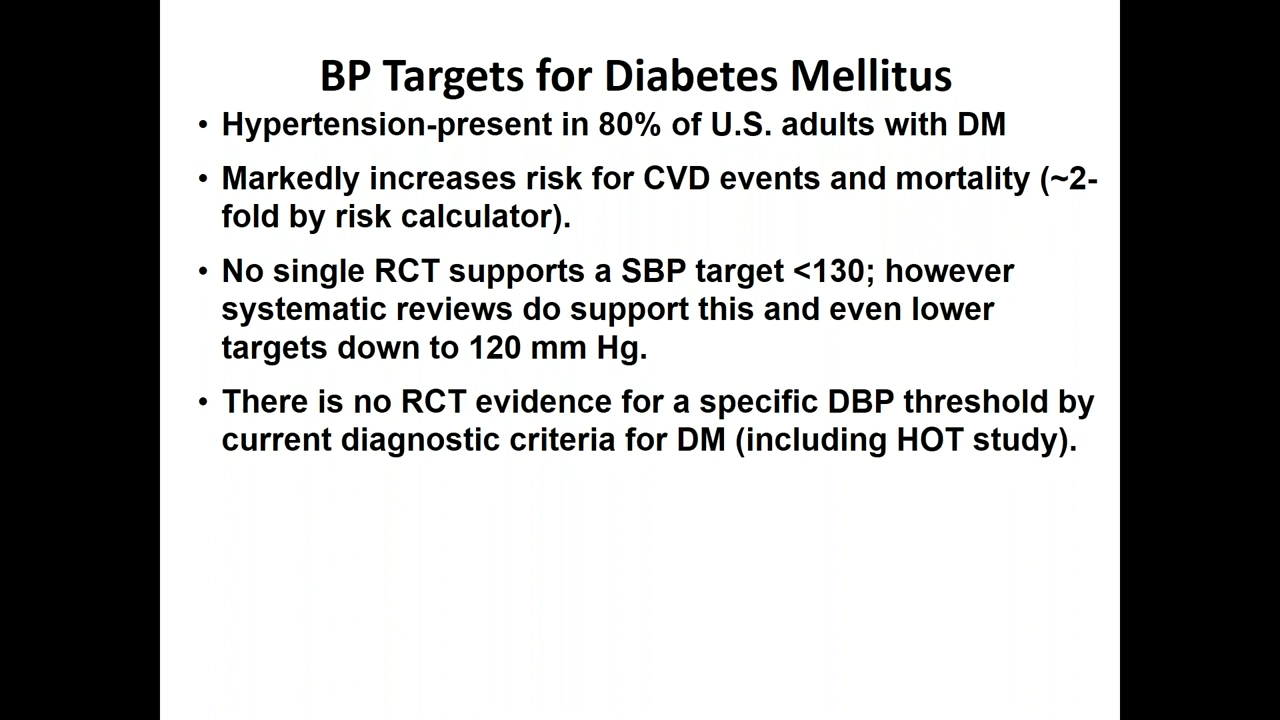 BP Targets for Diabetes Mellitus
• Hypertension-present in 80% of U.S. adults with DM
• Markedly increases risk for CVD events and mortality (~2-
fold by risk calculator).
• No single RCT supports a SBP target <130; however
systematic reviews do support this and even lower
targets down to 120 mm Hg.
• There is no RCT evidence for a specific DBP threshold by
current diagnostic criteria for DM (including HOT study).